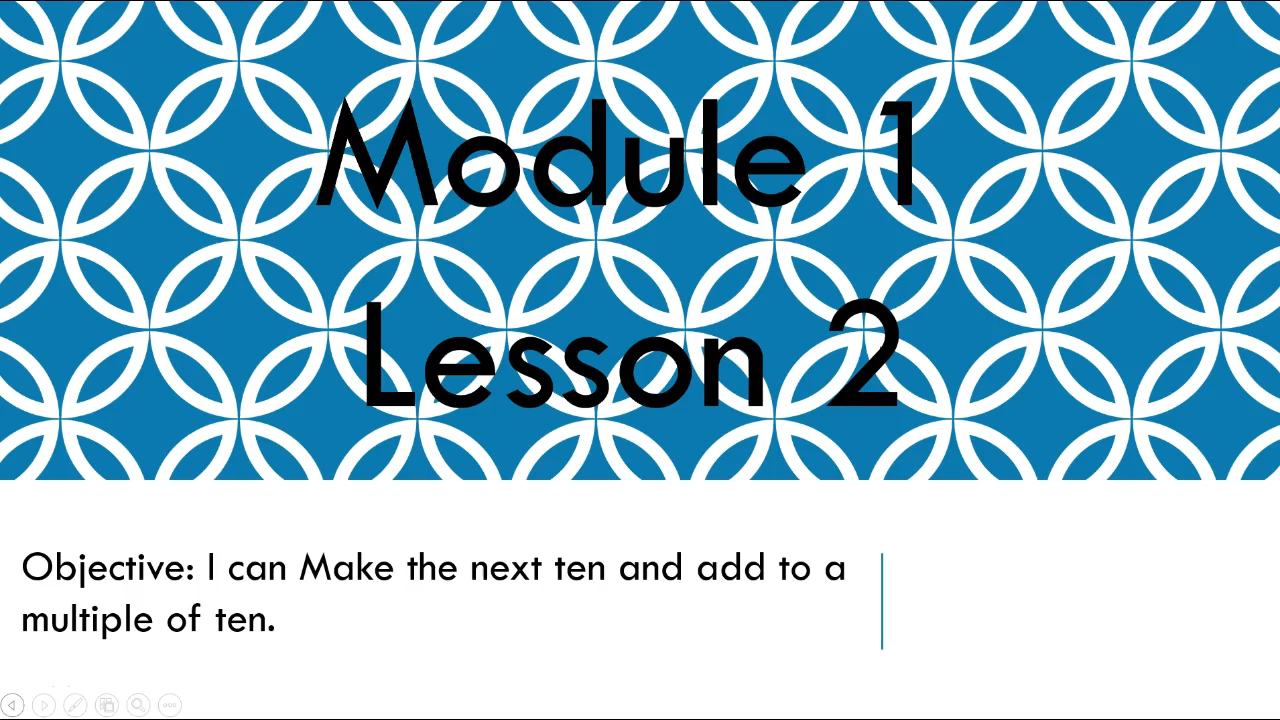 Module 1
Lesson 2
Objective: I can Make the next ten and add to a
multiple of ten.